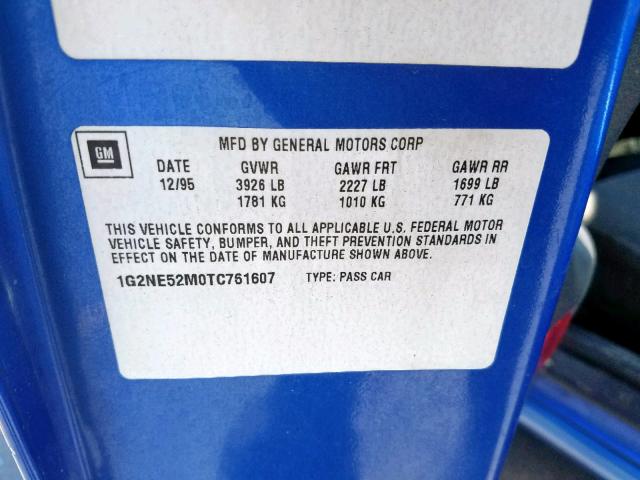 GM
MFD BY GENERAL MOTORS CORP
DATE GVWR GAWR FRT GAWR RR
12/95 3926 LB 2227 LB 1699 LB
1781 KG 1010 KG 771 KG
THIS VEHICLE CONFORMS TO ALL APPLICABLE U.S. FEDERAL MOTOR
VEHICLE SAFETY, BUMPER, AND THEFT PREVENTION STANDARDS IN
EFFECT ON THE DATE OF MANUFACTURE SHOWN ABOVE.
1G2NE52M0TC761607 TYPE: PASS CAR